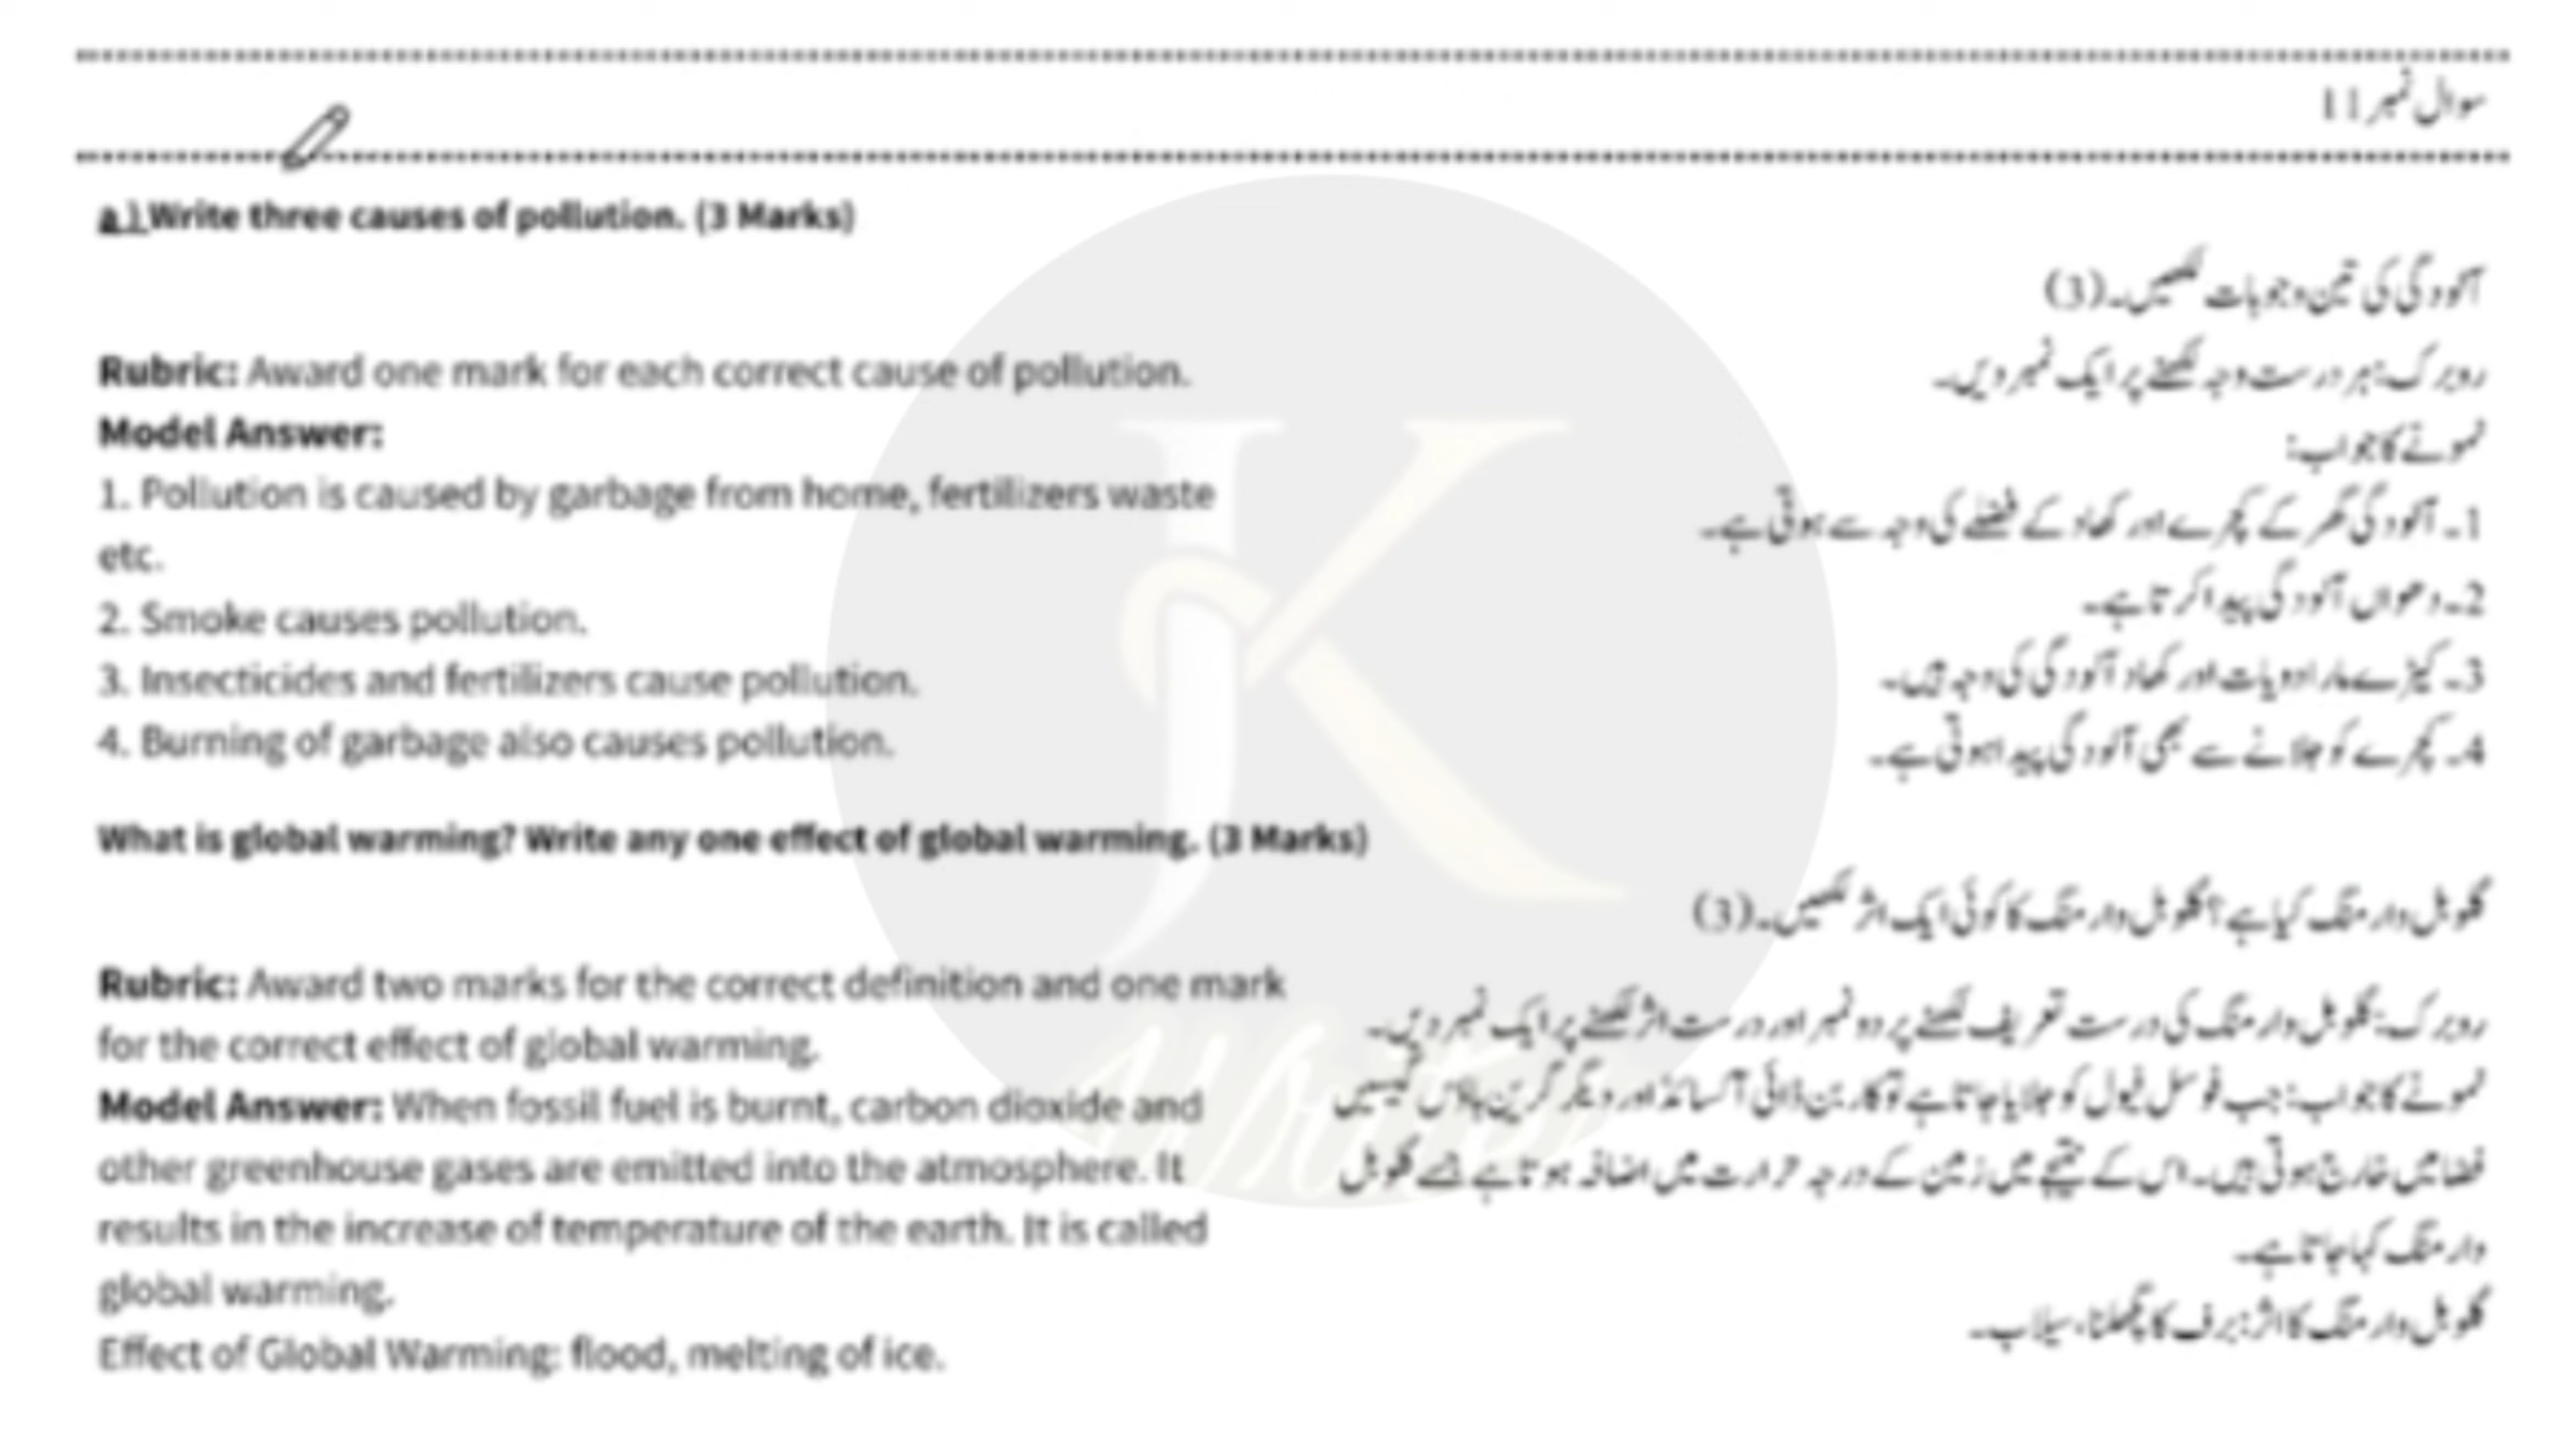 سوال نمبر 11
a ) Write three causes of pollution. (3 Marks)
آلودگی کی تین وجوہات لکھیں۔(3)
Rubric: Award one mark for each correct cause of pollution.
روبرک: ہر درست وجہ لکھنے پر ایک نمبر دیں۔
Model Answer:
نمونے کا جواب:
1. Pollution is caused by garbage from home, fertilizers waste
etc.
1۔ آلودگی گھر کے کچرے اور کھاد کے فضلے کی وجہ سے ہوتی ہے۔
2. Smoke causes pollution.
2۔ دھواں آلودگی پیدا کرتا ہے۔
3. Insecticides and fertilizers cause pollution.
3۔ کیڑے مار ادویات اور کھاد آلودگی کی وجہ ہیں۔
4. Burning of garbage also causes pollution.
4۔ کچرے کو جلانے سے بھی آلودگی پیدا ہوتی ہے۔
What is global warming? Write any one effect of global warming. (3 Marks)
گلوبل وارمنگ کیا ہے؟ گلوبل وارمنگ کا کوئی ایک اثر لکھیں۔(3)
Rubric: Award two marks for the correct definition and one mark
for the correct effect of global warming.
روبرک: گلوبل وارمنگ کی درست تعریف لکھنے پر دو نمبر اور درست اثر لکھنے پر ایک نمبر دیں۔
Model Answer: When fossil fuel is burnt, carbon dioxide and
other greenhouse gases are emitted into the atmosphere. It
results in the increase of temperature of the earth. It is called
global warming.
Effect of Global Warming: flood, melting of ice.
نمونے کا جواب: جب فوسل فیول کو جلایا جاتا ہے تو کاربن ڈائی آکسائڈ اور دیگر گرین ہاؤس گیسیں
فضا میں خارج ہوتی ہیں۔ اس کے نتیجے میں زمین کے درجہ حرارت میں اضافہ ہوتا ہے جسے گلوبل
وارمنگ کہا جاتا ہے۔
گلوبل وارمنگ کا اثر: برف کا پگھلنا، سیلاب۔
JK